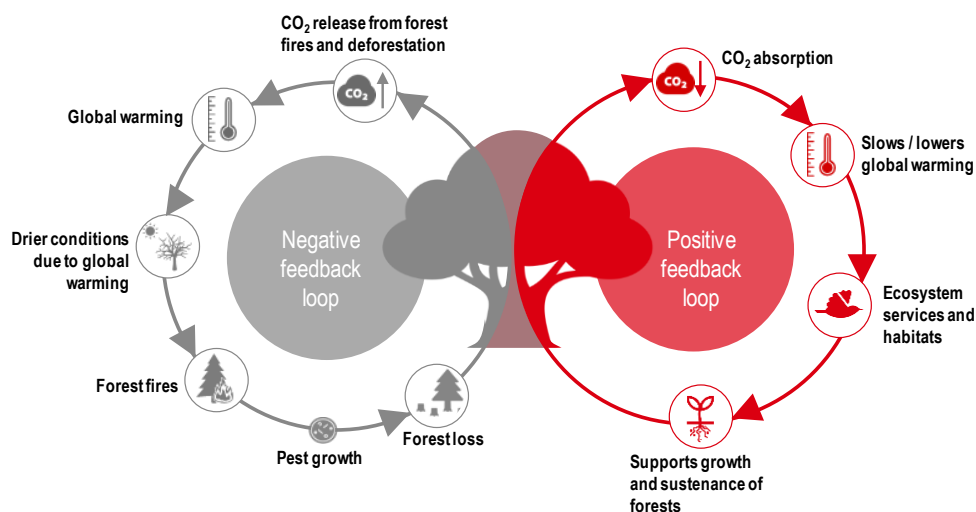 CO₂ release from forest
fires and deforestation
CO₂
Global warming
Drier conditions
due to global
warming
Forest fires
Pest growth
Forest loss
Negative
feedback
loop
CO₂ absorption
CO₂
Slows / lowers
global warming
Ecosystem
services and
habitats
Supports growth
and sustenance of
forests
Positive
feedback
loop